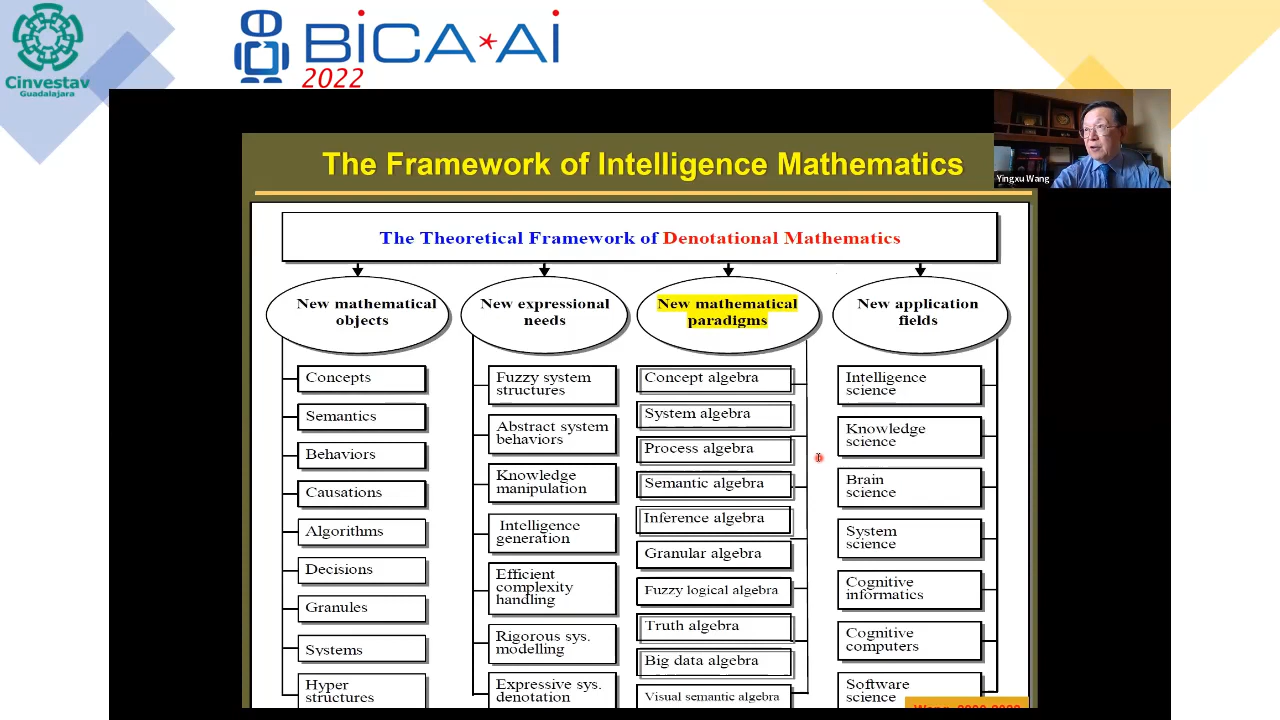 Cinvestav
Guadalajara
BICA*AI
2022
Yingxu Wang
The Framework of Intelligence Mathematics
The Theoretical Framework of Denotational Mathematics
New mathematical
objects
Concepts
Semantics
Behaviors
Causations
Algorithms
Decisions
Granules
Systems
Hyper
structures
New expressional
needs
Fuzzy system
structures
Abstract system
behaviors
Knowledge
manipulation
Intelligence
generation
Efficient
complexity
handling
Rigorous sys.
modelling
Expressive sys.
denotation
New mathematical
paradigms
Concept algebra
System algebra
Process algebra
Semantic algebra
Inference algebra
Granular algebra
Fuzzy logical algebra
Truth algebra
Big data algebra
Visual semantic algebra
New application
fields
Intelligence
science
Knowledge
science
Brain
science
System
science
Cognitive
informatics
Cognitive
computers
Software
science